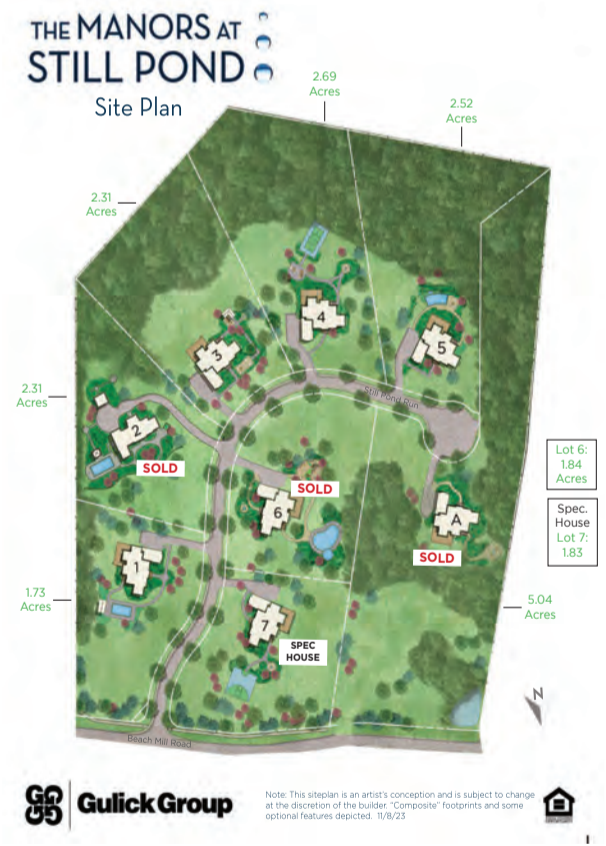 THE MANORS AT
STILL POND
Site Plan
2.69
Acres
2.52
Acres
2.31
Acres
4
5
3
2.31
Acres
Still Pond Run
2
SOLD
SOLD
6
A
SOLD
Lot 6:
1.84
Acres
Spec.
House
Lot 7:
1.83
1
1.73
Acres
7
5.04
Acres
SPEC
HOUSE
N
Beach Mill Road
GGGG
Gulick Group
Note: This siteplan is an artist's conception and is subject to change
at the discretion of the builder. "Composite" footprints and some
optional features depicted. 11/8/23